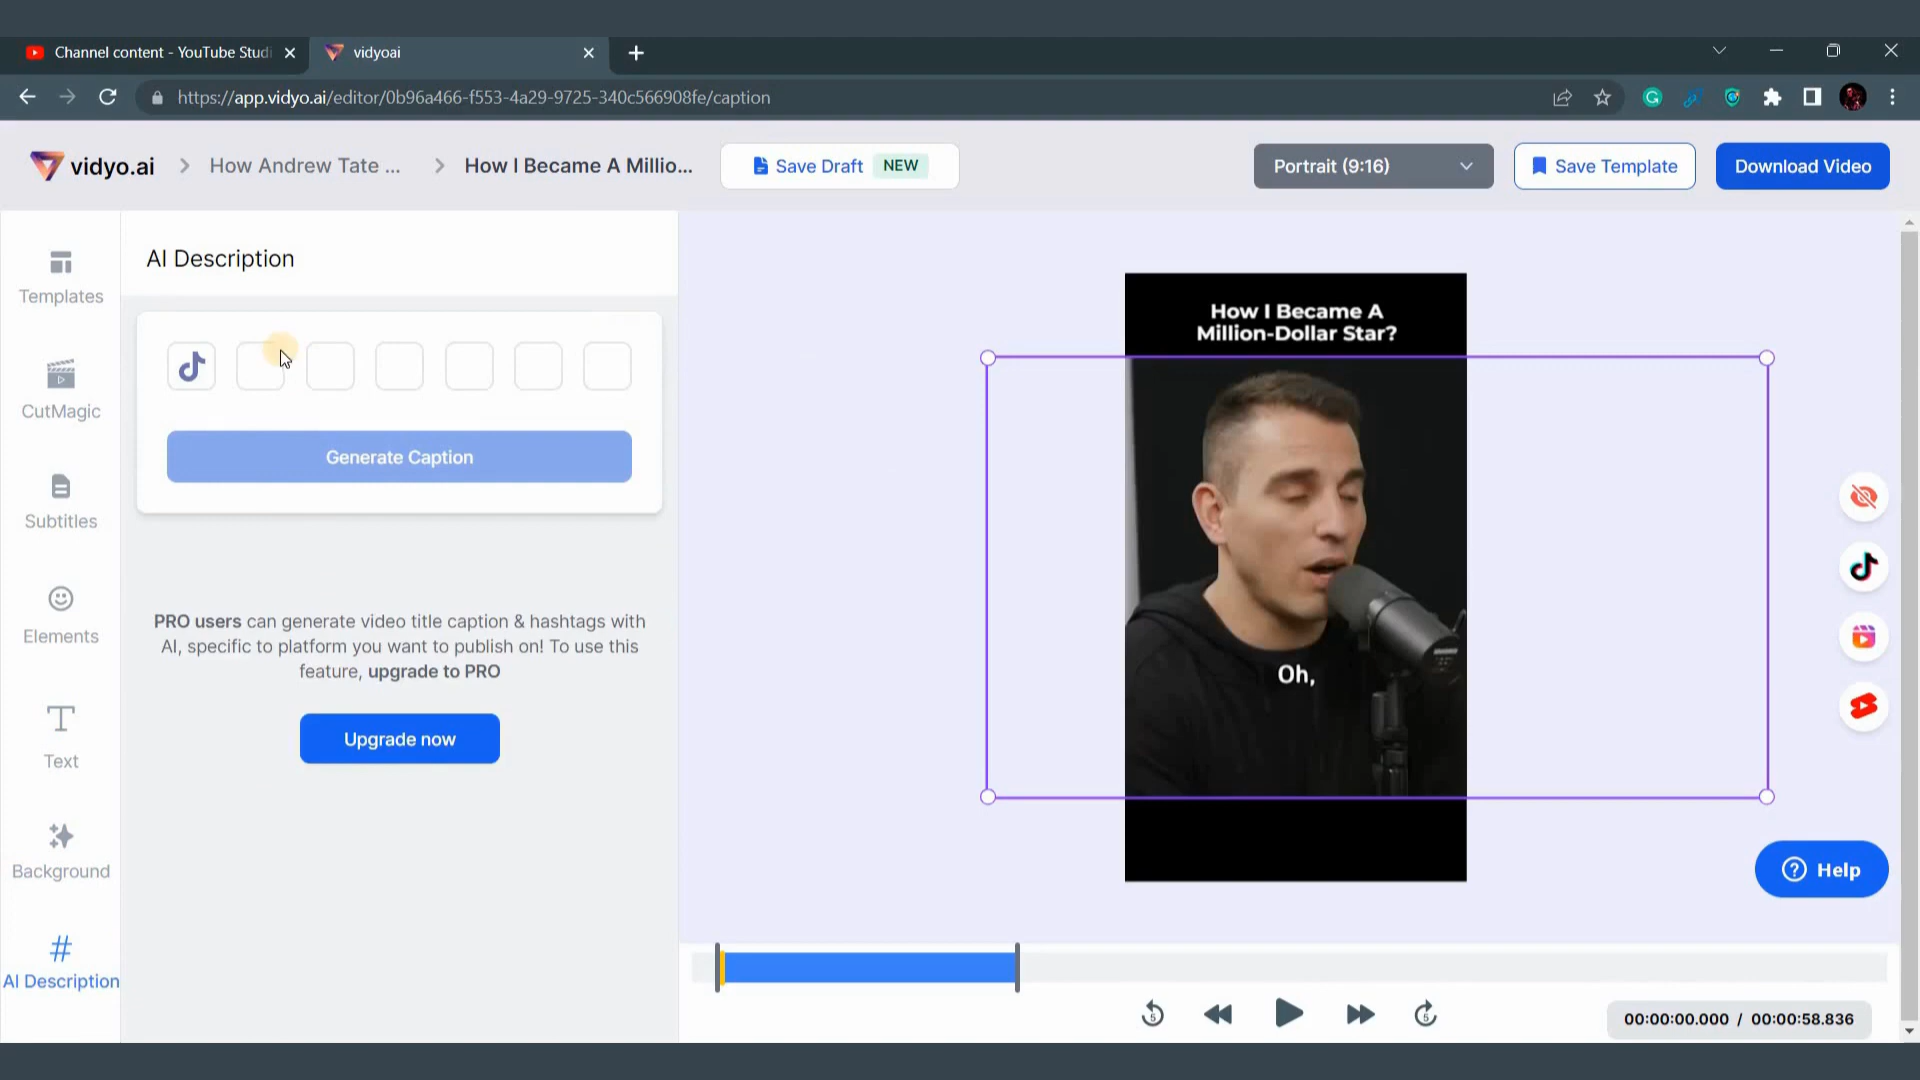 Channel content - YouTube Studi
vidyoai
https://app.vidyo.ai/editor/0b96a466-f553-4a29-9725-340c566908fe/caption
vidyo.ai
How Andrew Tate ...
How I Became A Millio...
Save Draft NEW
Portrait (9:16)
Save Template
Download Video
Templates
CutMagic
Subtitles
Elements
Text
Background
AI Description
AI Description
Generate Caption
PRO users can generate video title caption & hashtags with
AI, specific to platform you want to publish on! To use this
feature, upgrade to PRO
Upgrade now
How I Became A
Million-Dollar Star?
Oh,
Help
5
5
00:00:00.000 / 00:00:58.836